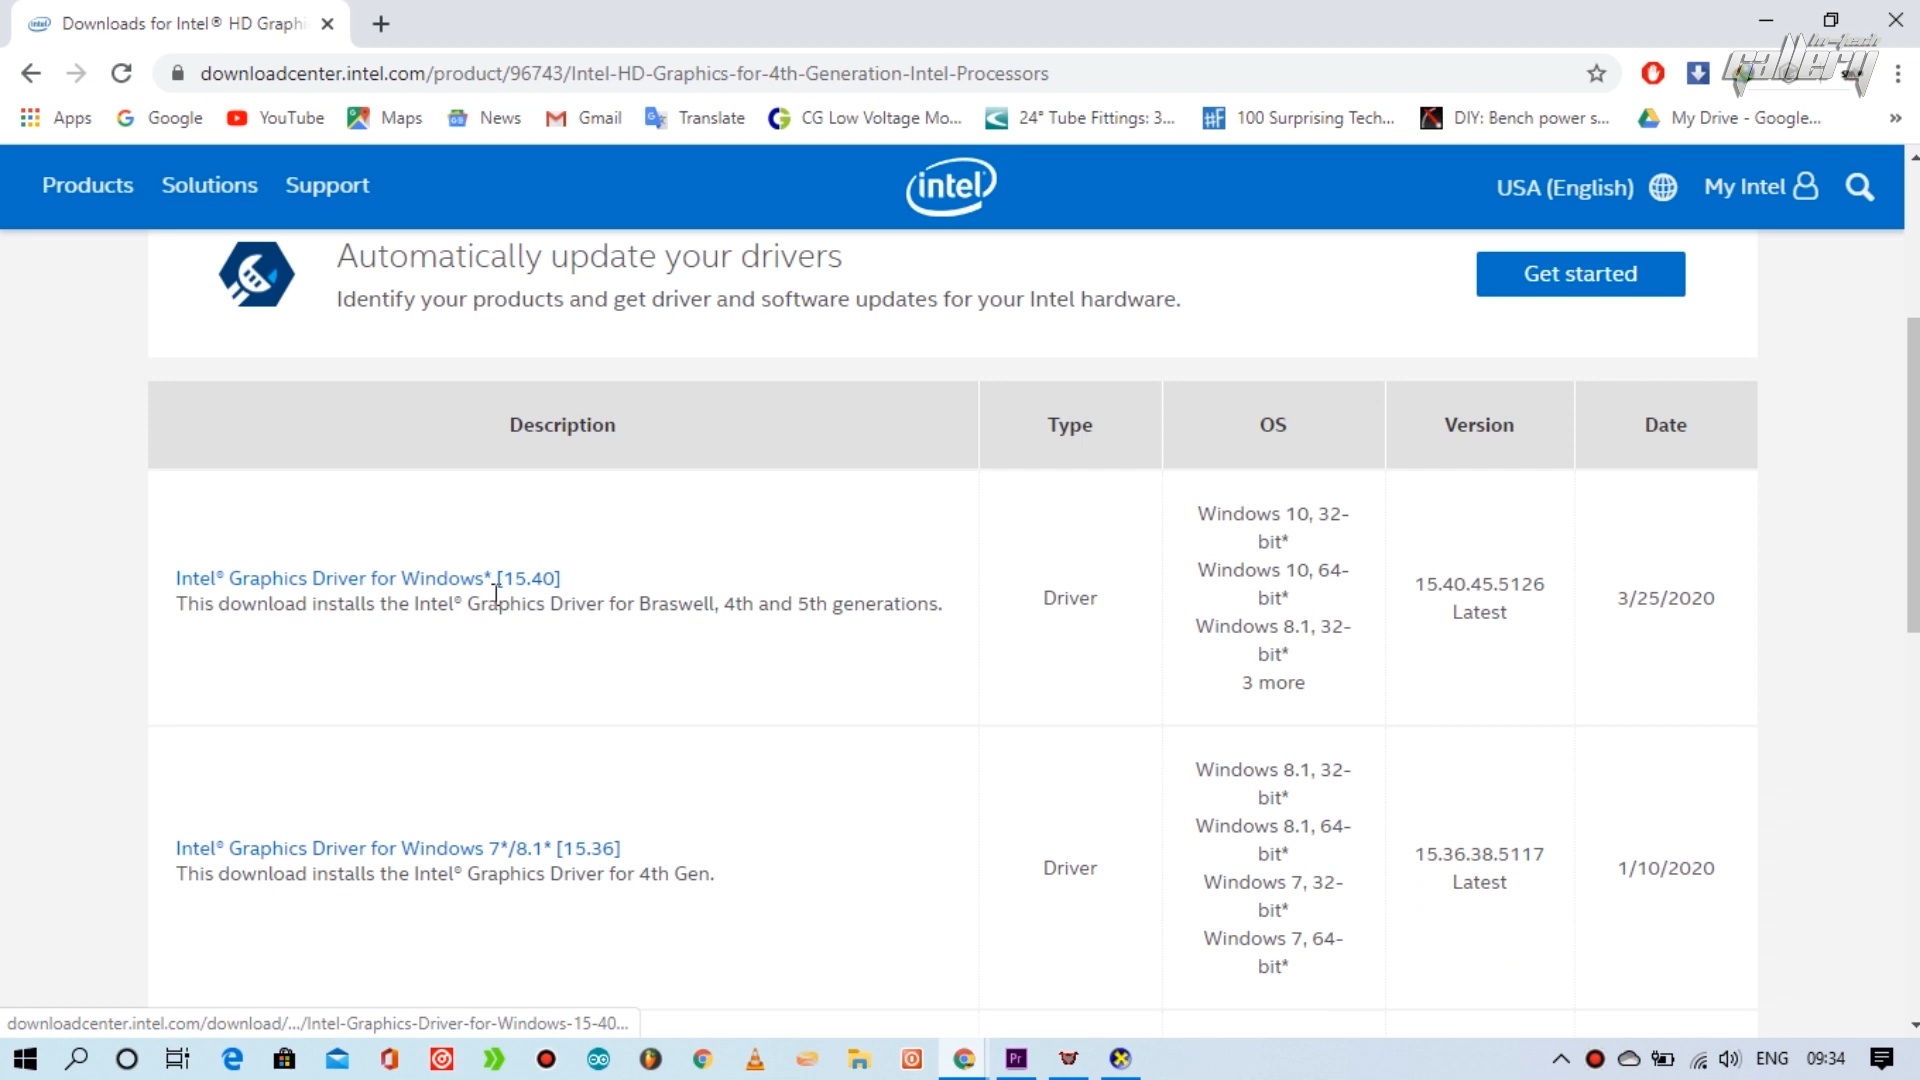 Downloads for Intel® HD Graphi
hi-tech
gallery
downloadcenter.intel.com/product/96743/Intel-HD-Graphics-for-4th-Generation-Intel-Processors
Apps Google YouTube Maps News Gmail Translate CG Low Voltage Mo... 24° Tube Fittings: 3... 100 Surprising Tech... DIY: Bench power s... My Drive - Google... »
Products Solutions Support intel USA (English) My Intel
Automatically update your drivers
Identify your products and get driver and software updates for your Intel hardware.
Get started
Description Type OS Version Date
Intel® Graphics Driver for Windows* [15.40]
This download installs the Intel® Graphics Driver for Braswell, 4th and 5th generations.
Driver
Windows 10, 32-
bit*
Windows 10, 64-
bit*
Windows 8.1, 32-
bit*
3 more
15.40.45.5126
Latest
3/25/2020
Intel® Graphics Driver for Windows 7*/8.1* [15.36]
This download installs the Intel® Graphics Driver for 4th Gen.
Driver
Windows 8.1, 32-
bit*
Windows 8.1, 64-
bit*
Windows 7, 32-
bit*
Windows 7, 64-
bit*
15.36.38.5117
Latest
1/10/2020
downloadcenter.intel.com/download/.../Intel-Graphics-Driver-for-Windows-15-40...
Pr ENG 09:34